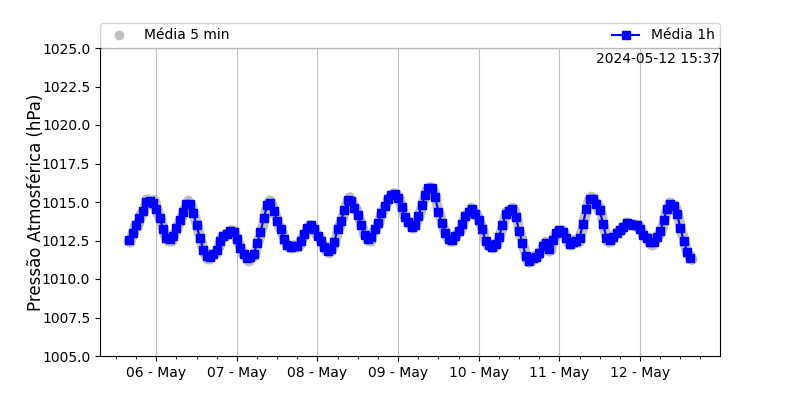 Média 5 min
Média 1h
2024-05-12 15:37
Pressão Atmosférica (hPa)
1025.0
1022.5
1020.0
1017.5
1015.0
1012.5
1010.0
1007.5
1005.0
06 - May
07 - May
08 - May
09 - May
10 - May
11 - May
12 - May